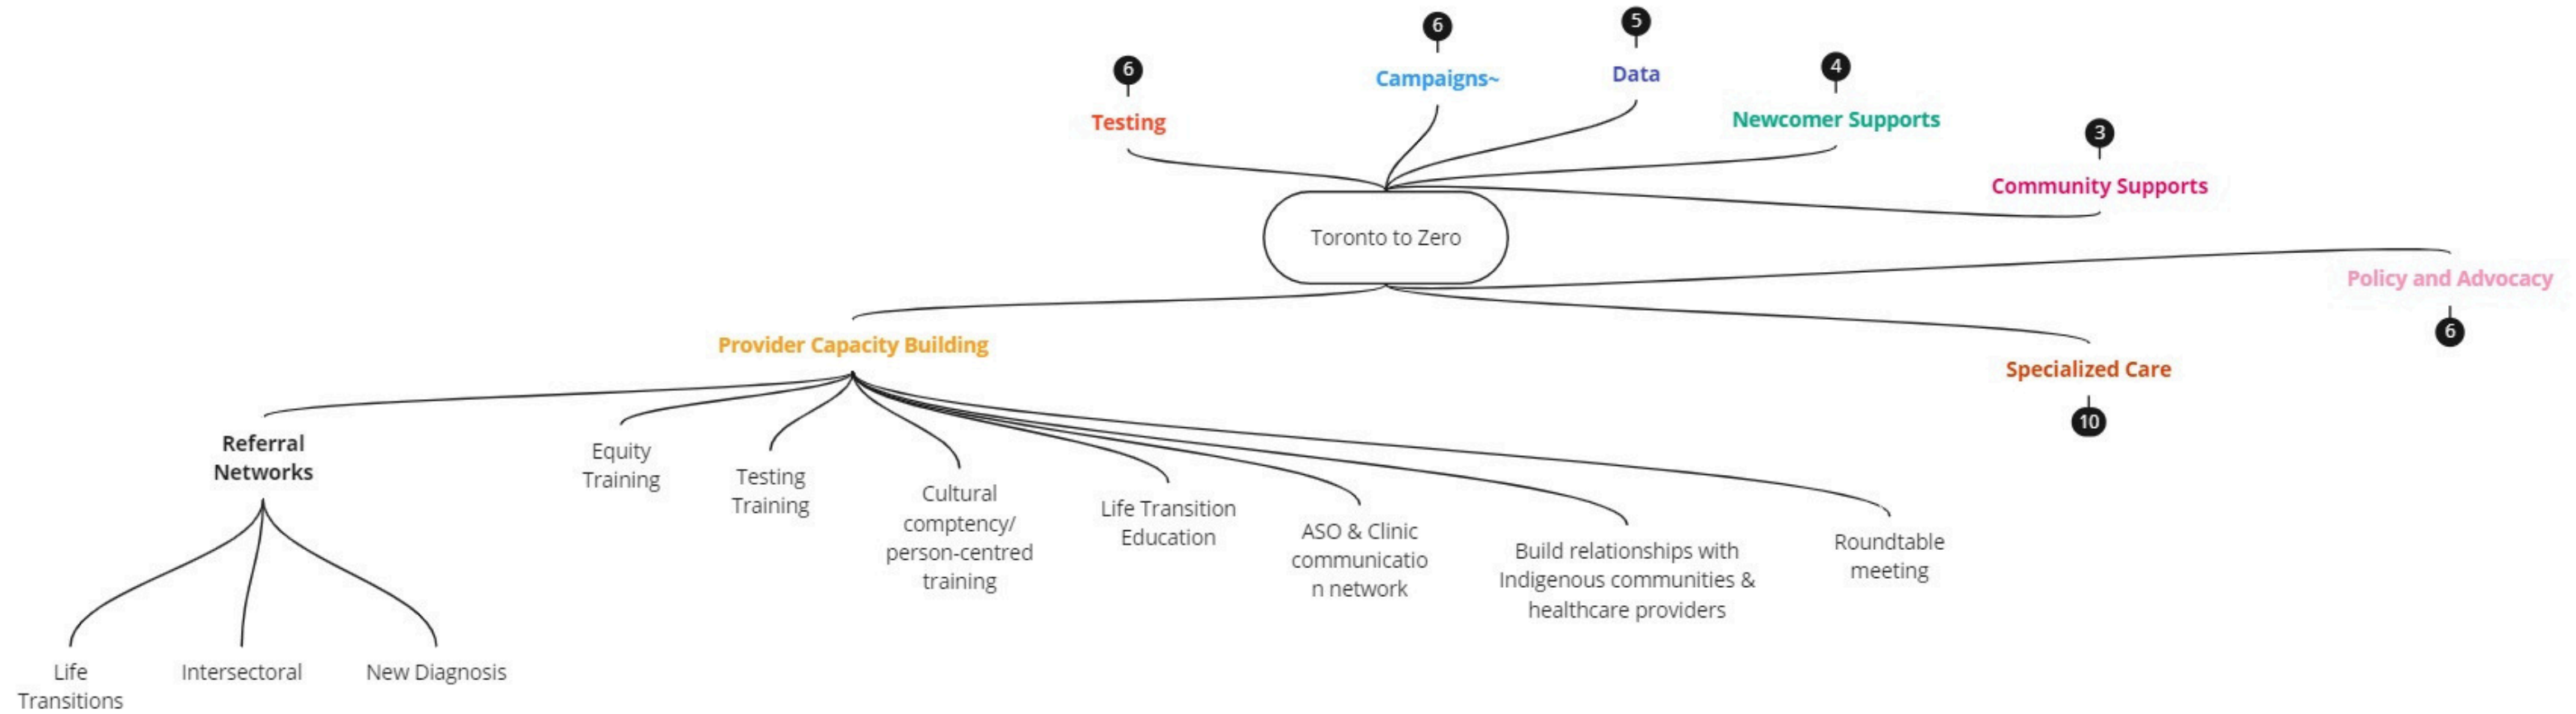 6
Campaigns~
5
Data
6
Testing
4
Newcomer Supports
3
Community Supports
Toronto to Zero
Policy and Advocacy
6
Provider Capacity Building
Specialized Care
10
Referral
Networks
Equity
Training
Testing
Training
Cultural
comptency/
person-centred
training
Life Transition
Education
ASO & Clinic
communicatio
n network
Build relationships with
Indigenous communities &
healthcare providers
Roundtable
meeting
Life
Transitions
Intersectoral
New Diagnosis